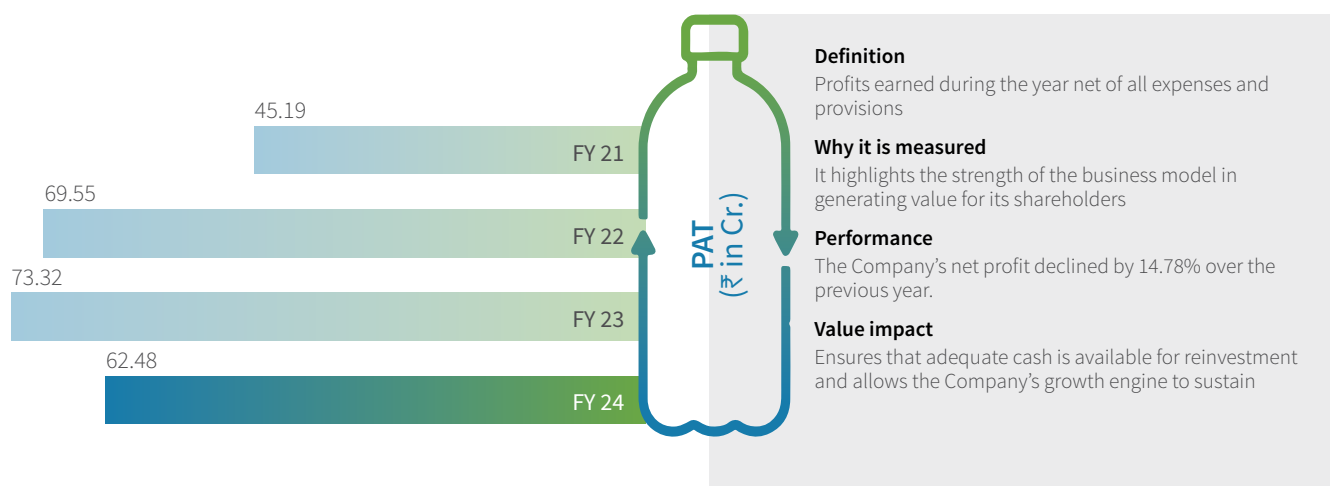 45.19
FY 21
69.55
FY 22
73.32
FY 23
62.48
FY 24
PAT
(₹ in Cr.)
Definition
Profits earned during the year net of all expenses and
provisions
Why it is measured
It highlights the strength of the business model in
generating value for its shareholders
Performance
The Company’s net profit declined by 14.78% over the
previous year.
Value impact
Ensures that adequate cash is available for reinvestment
and allows the Company’s growth engine to sustain